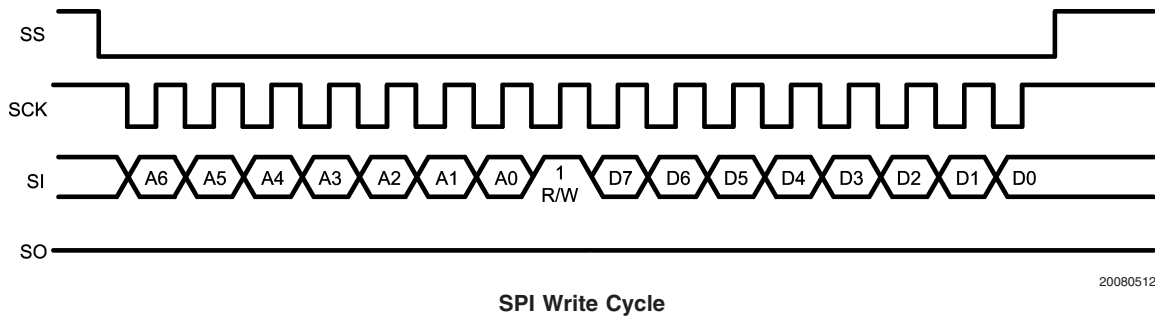 SS
SCK
SI A6 A5 A4 A3 A2 A1 A0 1 R/W D7 D6 D5 D4 D3 D2 D1 D0
SO
20080512
SPI Write Cycle